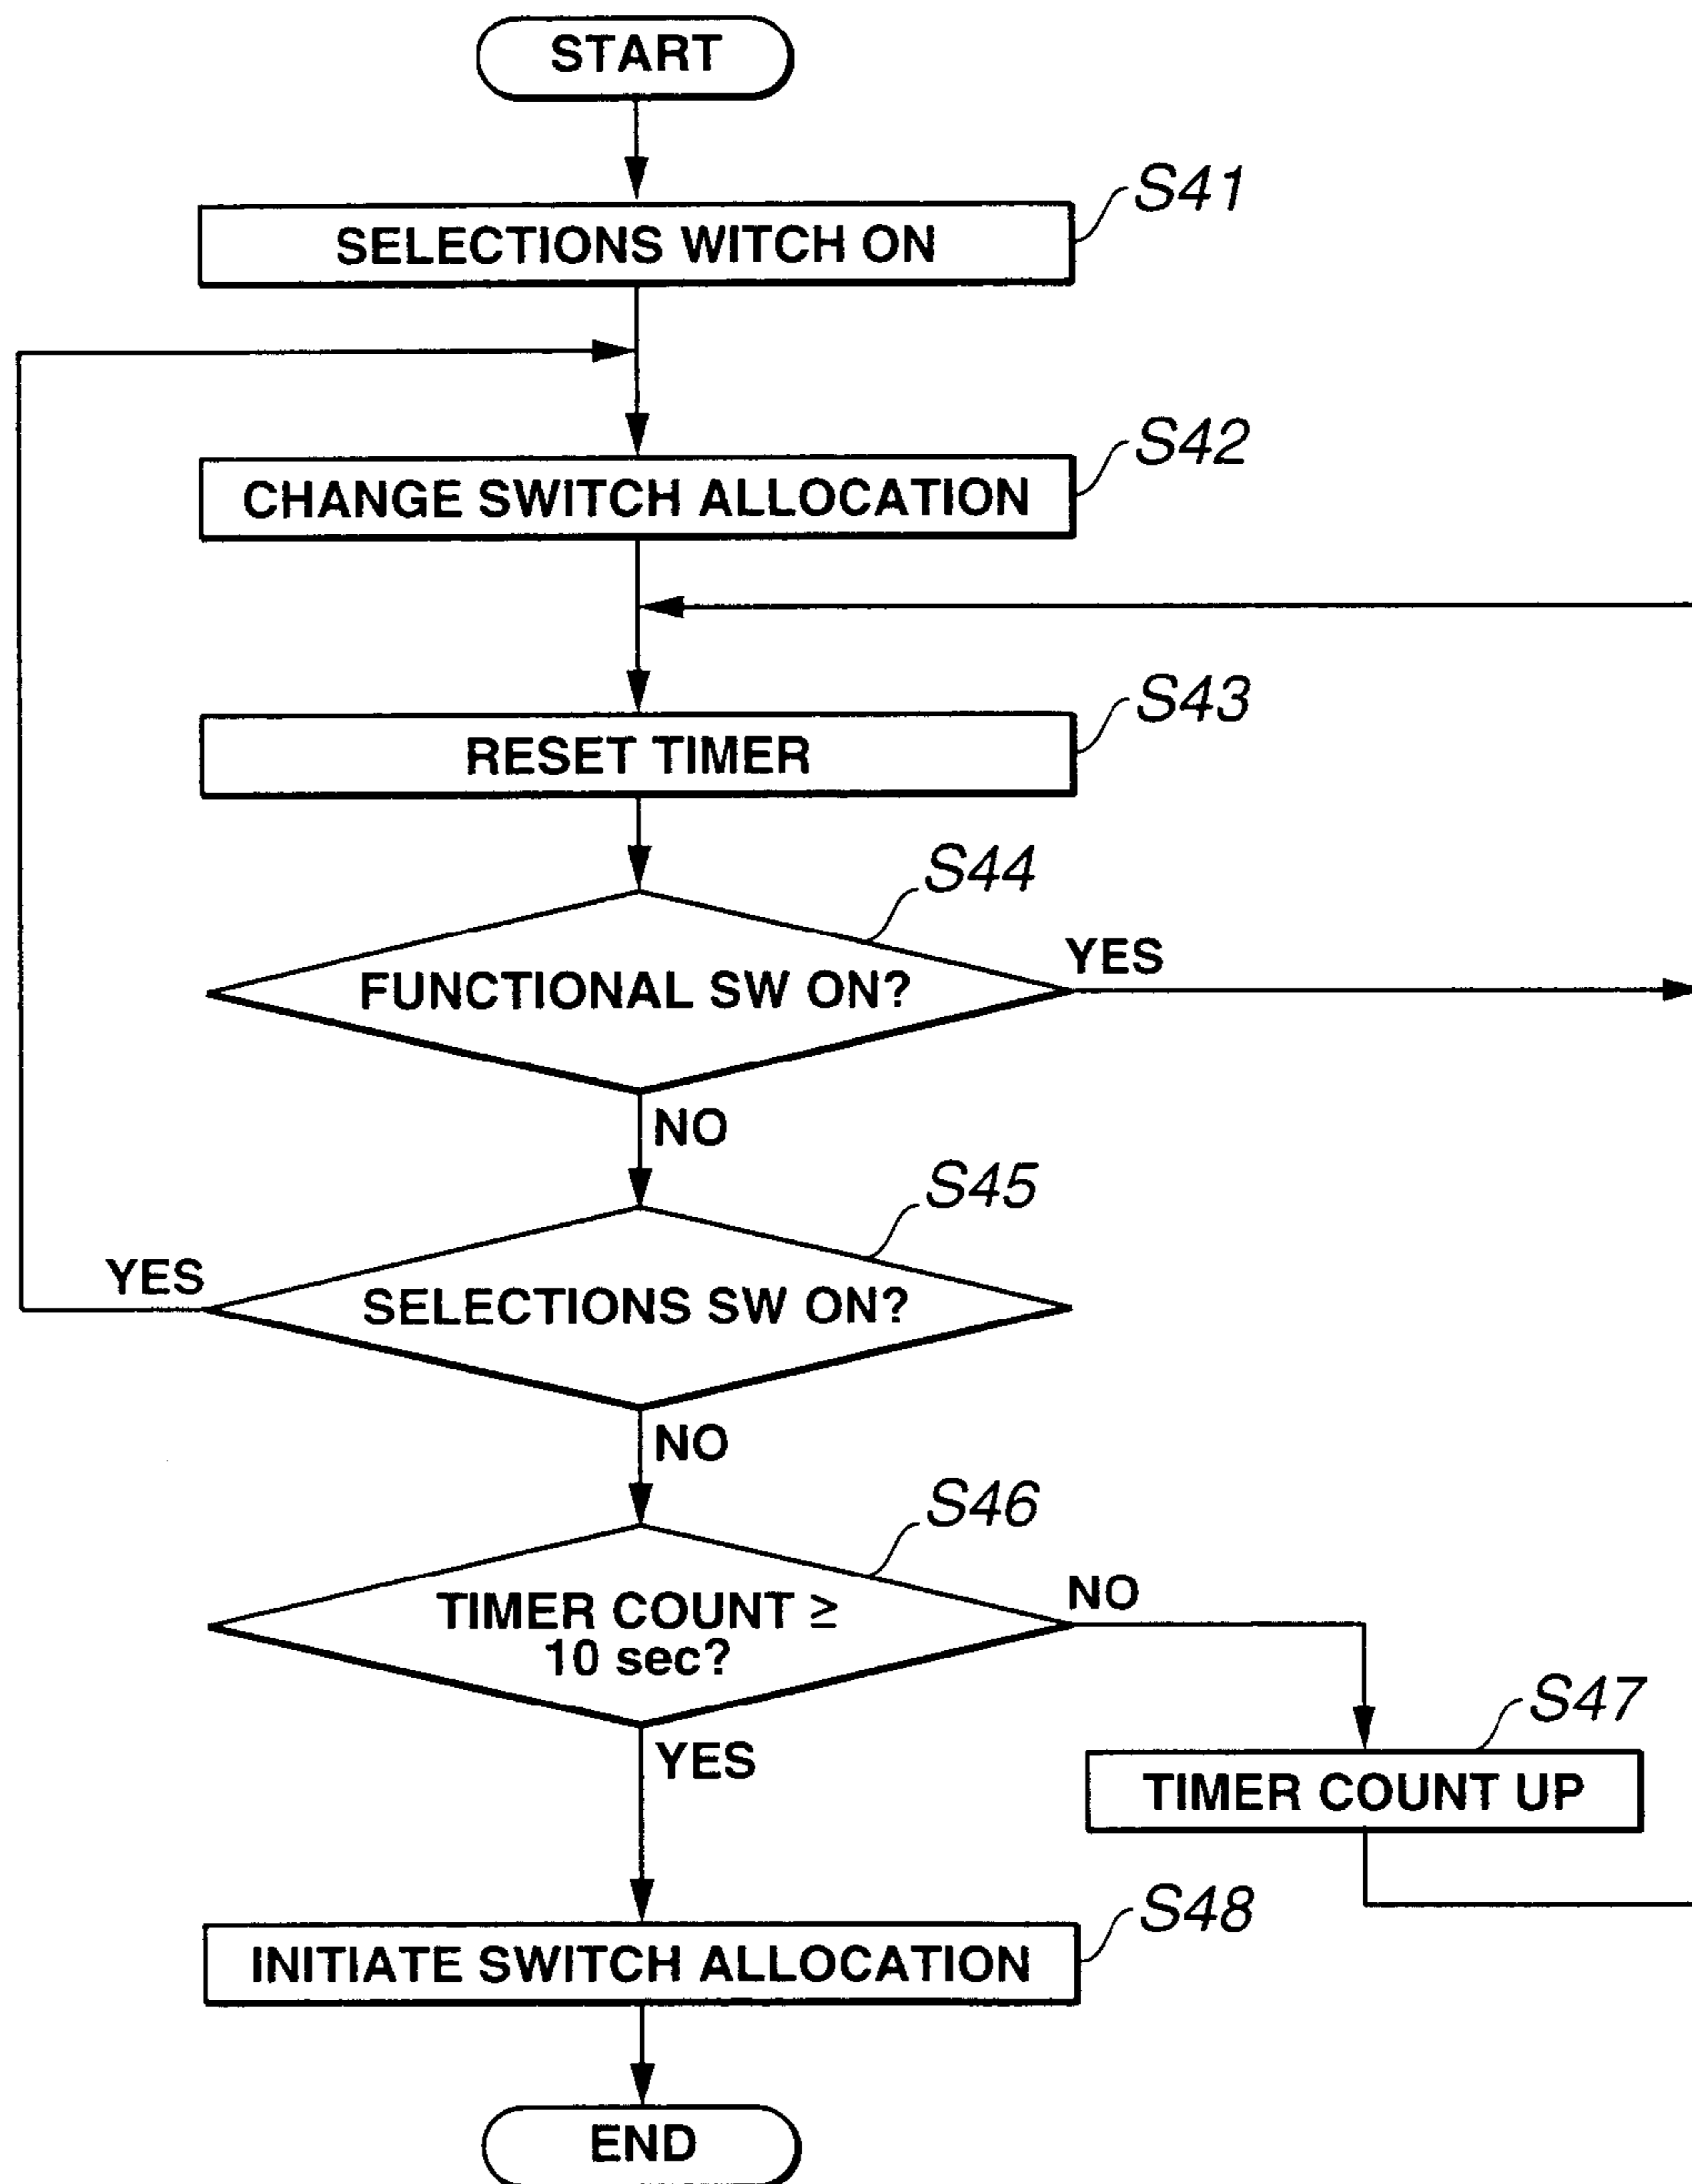 START
S41
SELECTIONS WITCH ON
S42
CHANGE SWITCH ALLOCATION
S43
RESET TIMER
S44
FUNCTIONAL SW ON?
YES
NO
S45
YES
SELECTIONS SW ON?
NO
S46
TIMER COUNT ≥
10 sec?
NO
YES
S47
TIMER COUNT UP
S48
INITIATE SWITCH ALLOCATION
END